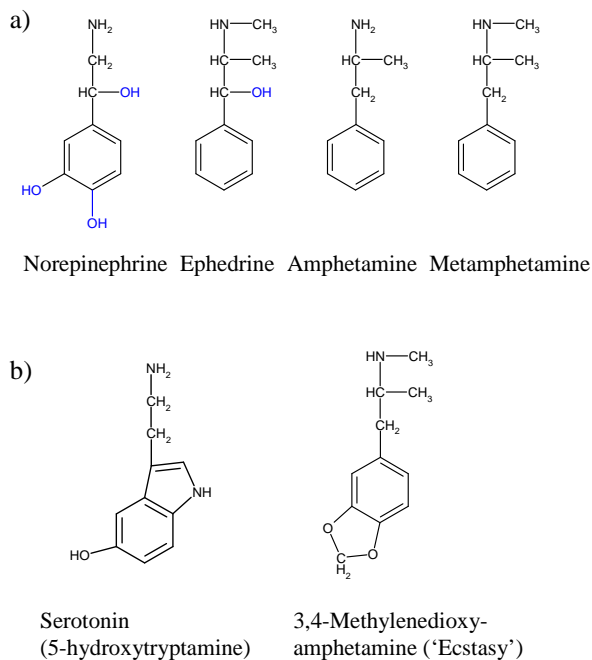 a)
NH2 HN—CH3 NH2 HN—CH3
CH2 HC—CH3 HC—CH3 HC—CH3
HC—OH HC—OH CH2 CH2
HO
OH
Norepinephrine Ephedrine Amphetamine Metamphetamine
b)
NH2 HN—CH3
CH2 HC—CH3
CH2 CH2
NH
HO
O
O
C
H2
Serotonin
(5-hydroxytryptamine)
3,4-Methylenedioxy-
amphetamine (‘Ecstasy’)